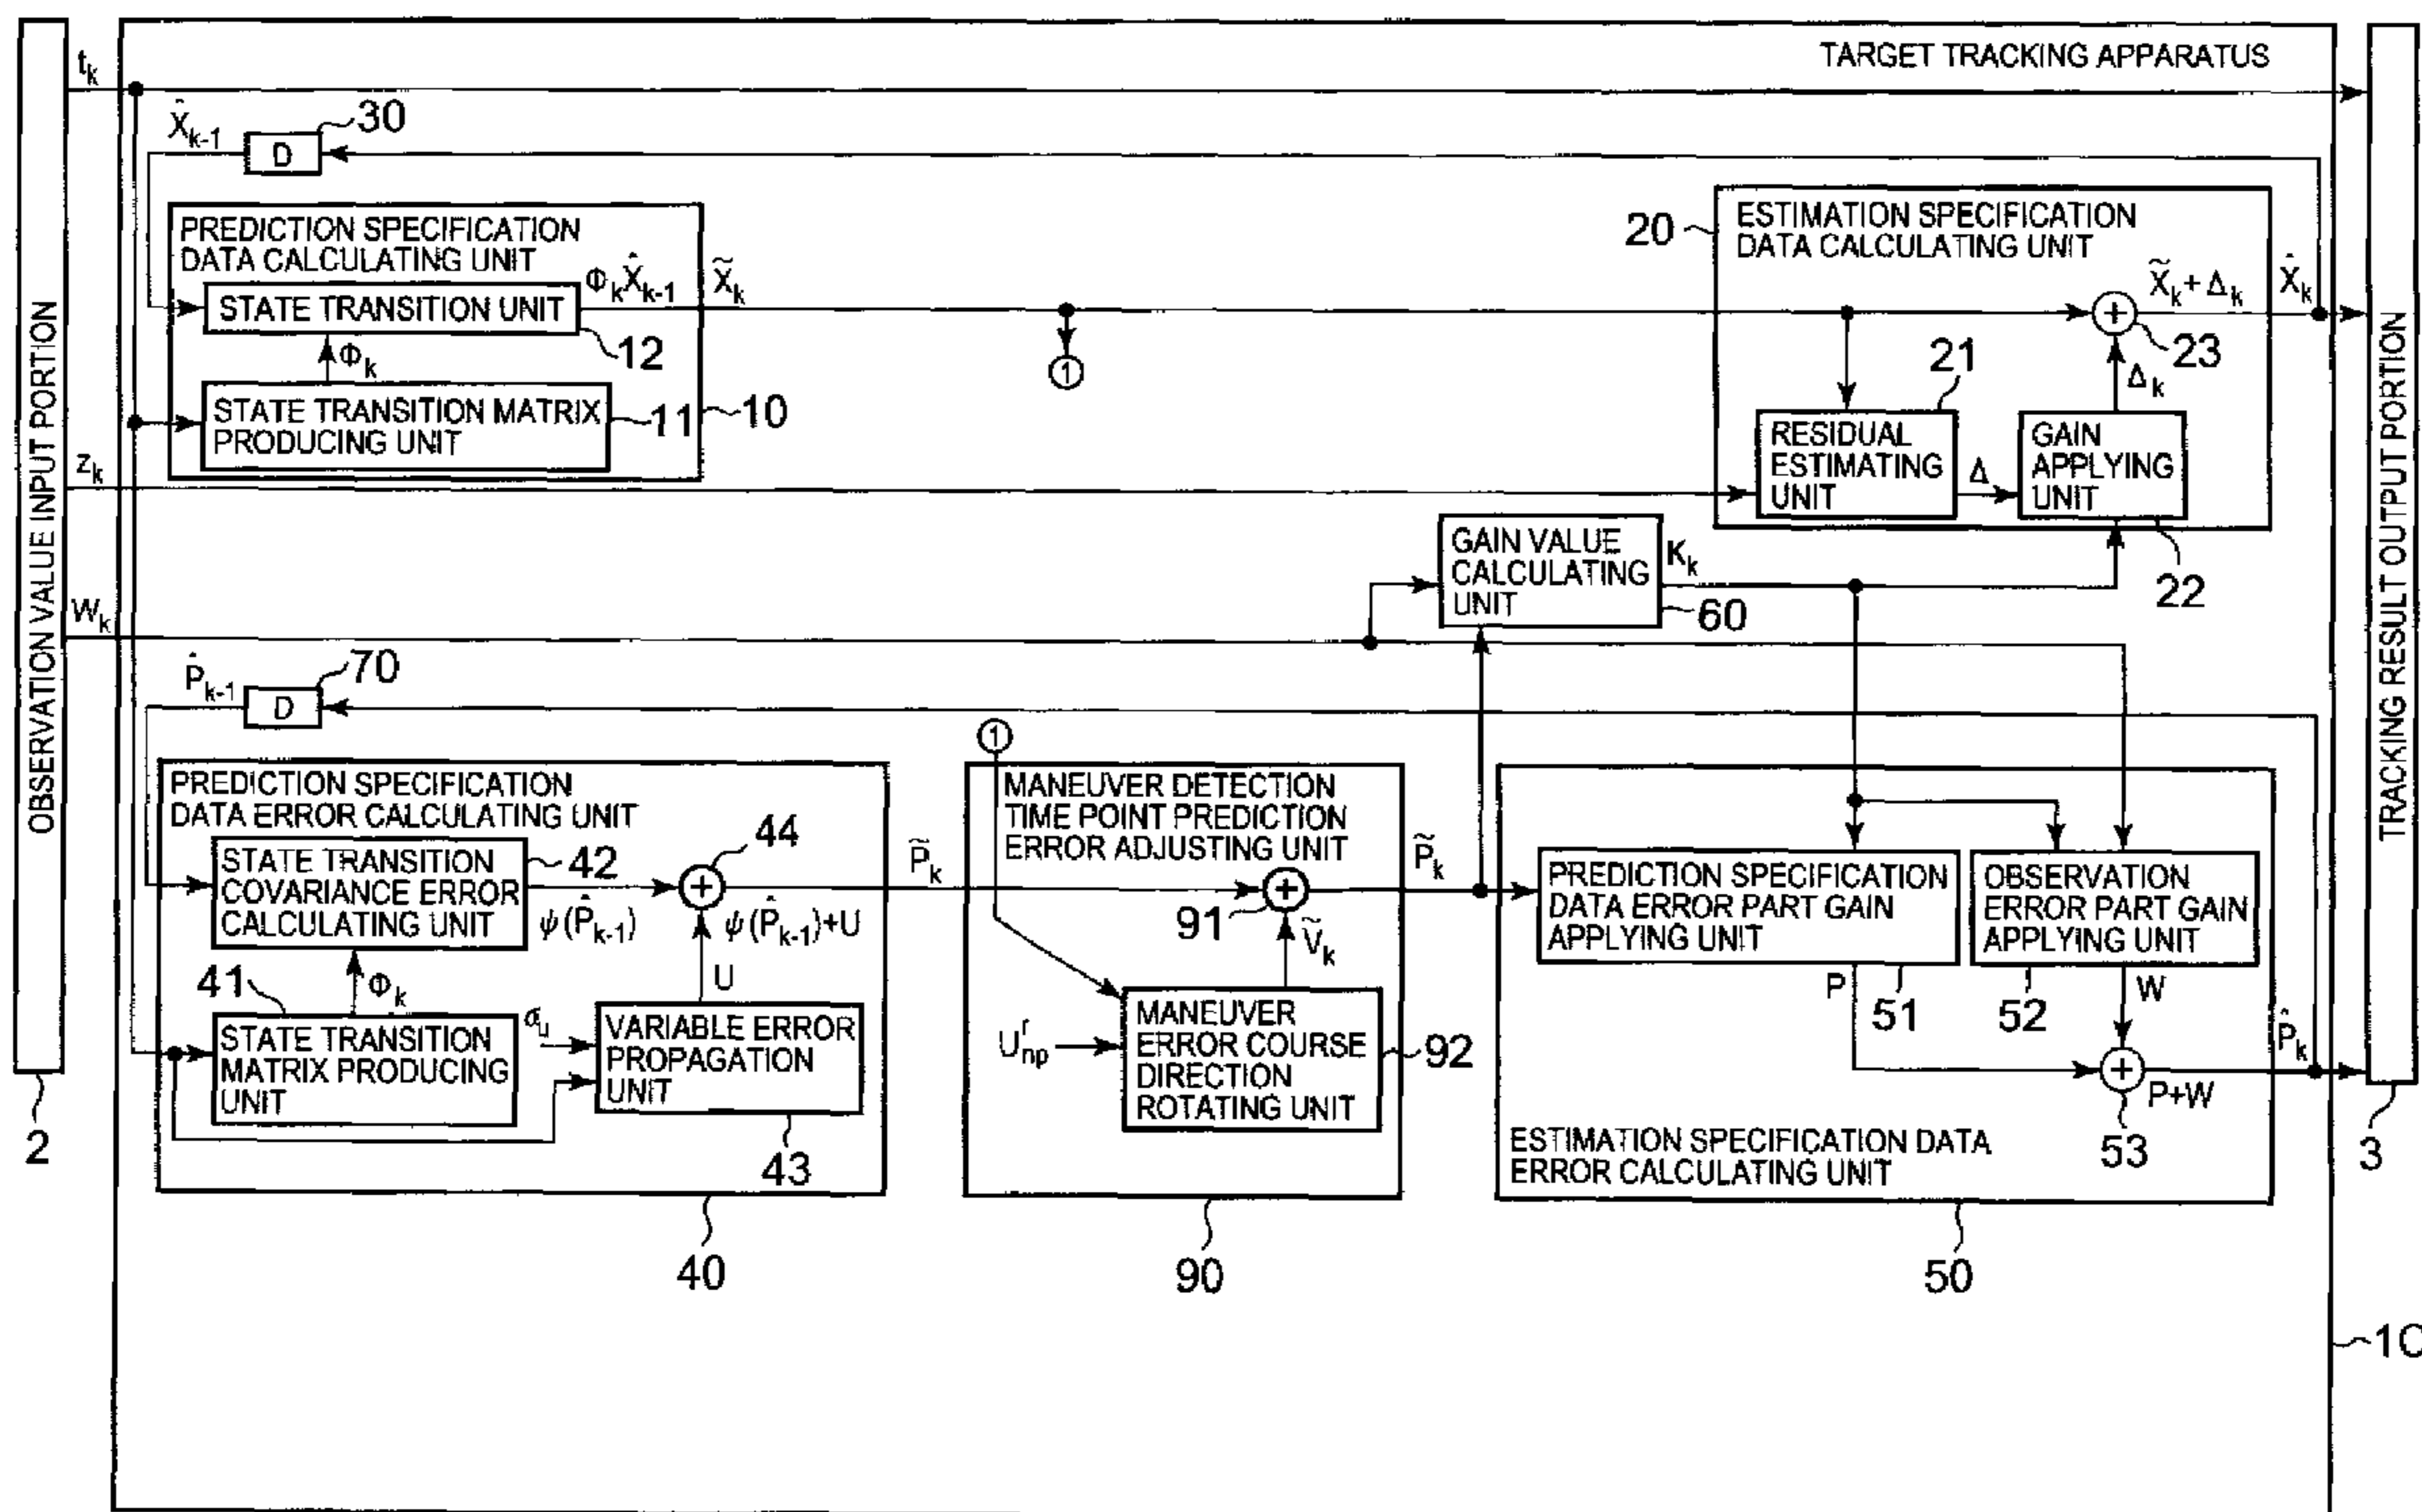 TARGET TRACKING APPARATUS
OBSERVATION VALUE INPUT PORTION
2
t_k
z_k
W_k
X̂_{k-1}
D
30
PREDICTION SPECIFICATION
DATA CALCULATING UNIT
STATE TRANSITION UNIT
12
Φ_k X̂_{k-1}
X̃_k
Φ_k
STATE TRANSITION MATRIX
PRODUCING UNIT
11
10
①
20
ESTIMATION SPECIFICATION
DATA CALCULATING UNIT
X̃_k + Δ_k
X̂_k
+
23
21
Δ_k
RESIDUAL
ESTIMATING
UNIT
Δ
GAIN
APPLYING
UNIT
22
GAIN VALUE
CALCULATING
UNIT
K_k
60
P̂_{k-1}
D
70
PREDICTION SPECIFICATION
DATA ERROR CALCULATING UNIT
STATE TRANSITION
COVARIANCE ERROR
CALCULATING UNIT
42
ψ(P̂_{k-1})
44
+
ψ(P̂_{k-1})+U
U
41
Φ_k
STATE TRANSITION
MATRIX PRODUCING
UNIT
σ_u
VARIABLE ERROR
PROPAGATION
UNIT
43
40
P̃_k
①
MANEUVER DETECTION
TIME POINT PREDICTION
ERROR ADJUSTING UNIT
+
91
Ṽ_k
U^r_{np}
MANEUVER
ERROR COURSE
DIRECTION
ROTATING UNIT
92
90
P̃_k
PREDICTION SPECIFICATION
DATA ERROR PART GAIN
APPLYING UNIT
51
P
OBSERVATION
ERROR PART GAIN
APPLYING UNIT
52
W
+
P+W
53
P̂_k
ESTIMATION SPECIFICATION DATA
ERROR CALCULATING UNIT
50
TRACKING RESULT OUTPUT PORTION
3
1C